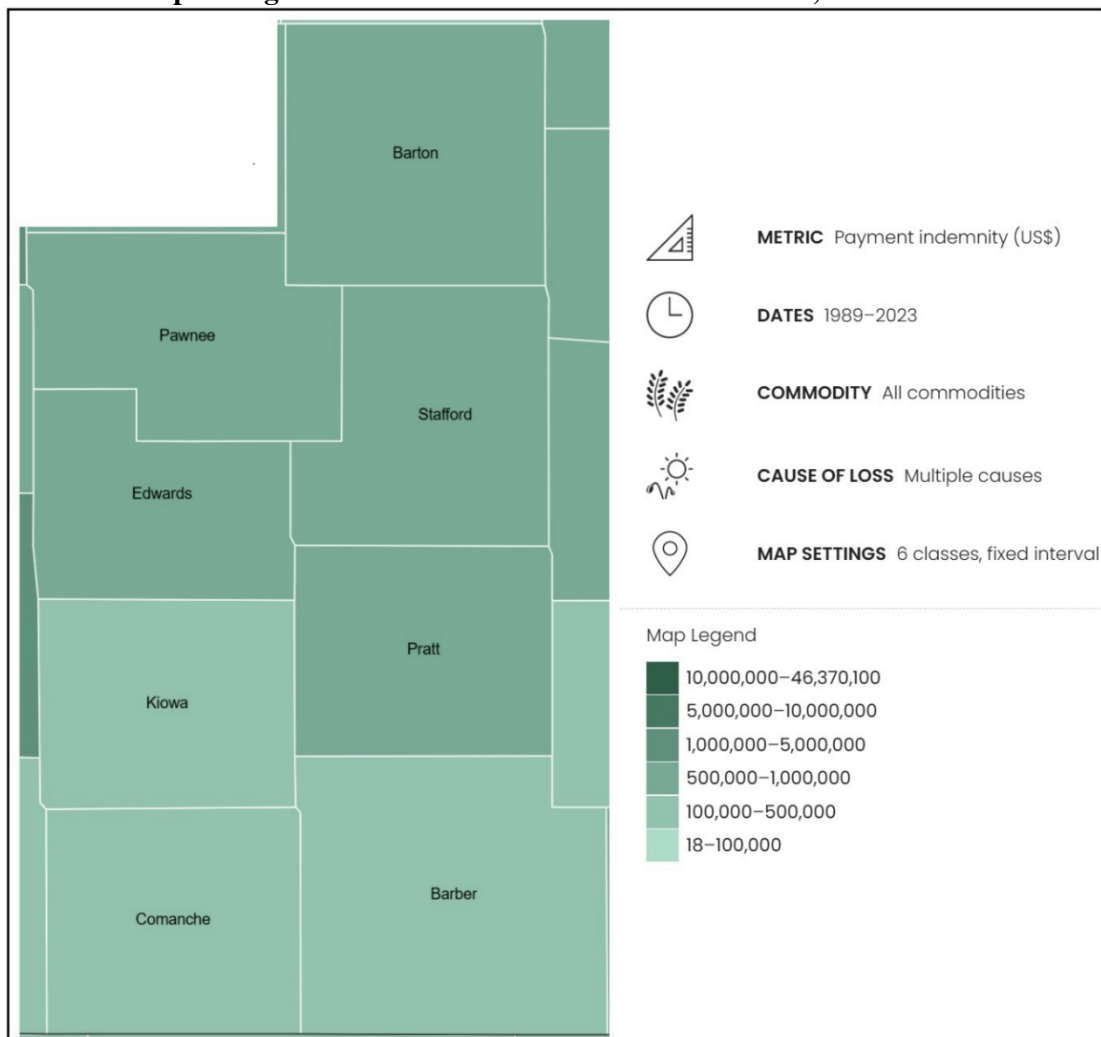 Barton
Pawnee
Stafford
Edwards
Pratt
Kiowa
Barber
Comanche
METRIC Payment indemnity (US$)
DATES 1989–2023
COMMODITY All commodities
CAUSE OF LOSS Multiple causes
MAP SETTINGS 6 classes, fixed interval
Map Legend
10,000,000–46,370,100
5,000,000–10,000,000
1,000,000–5,000,000
500,000–1,000,000
100,000–500,000
18–100,000